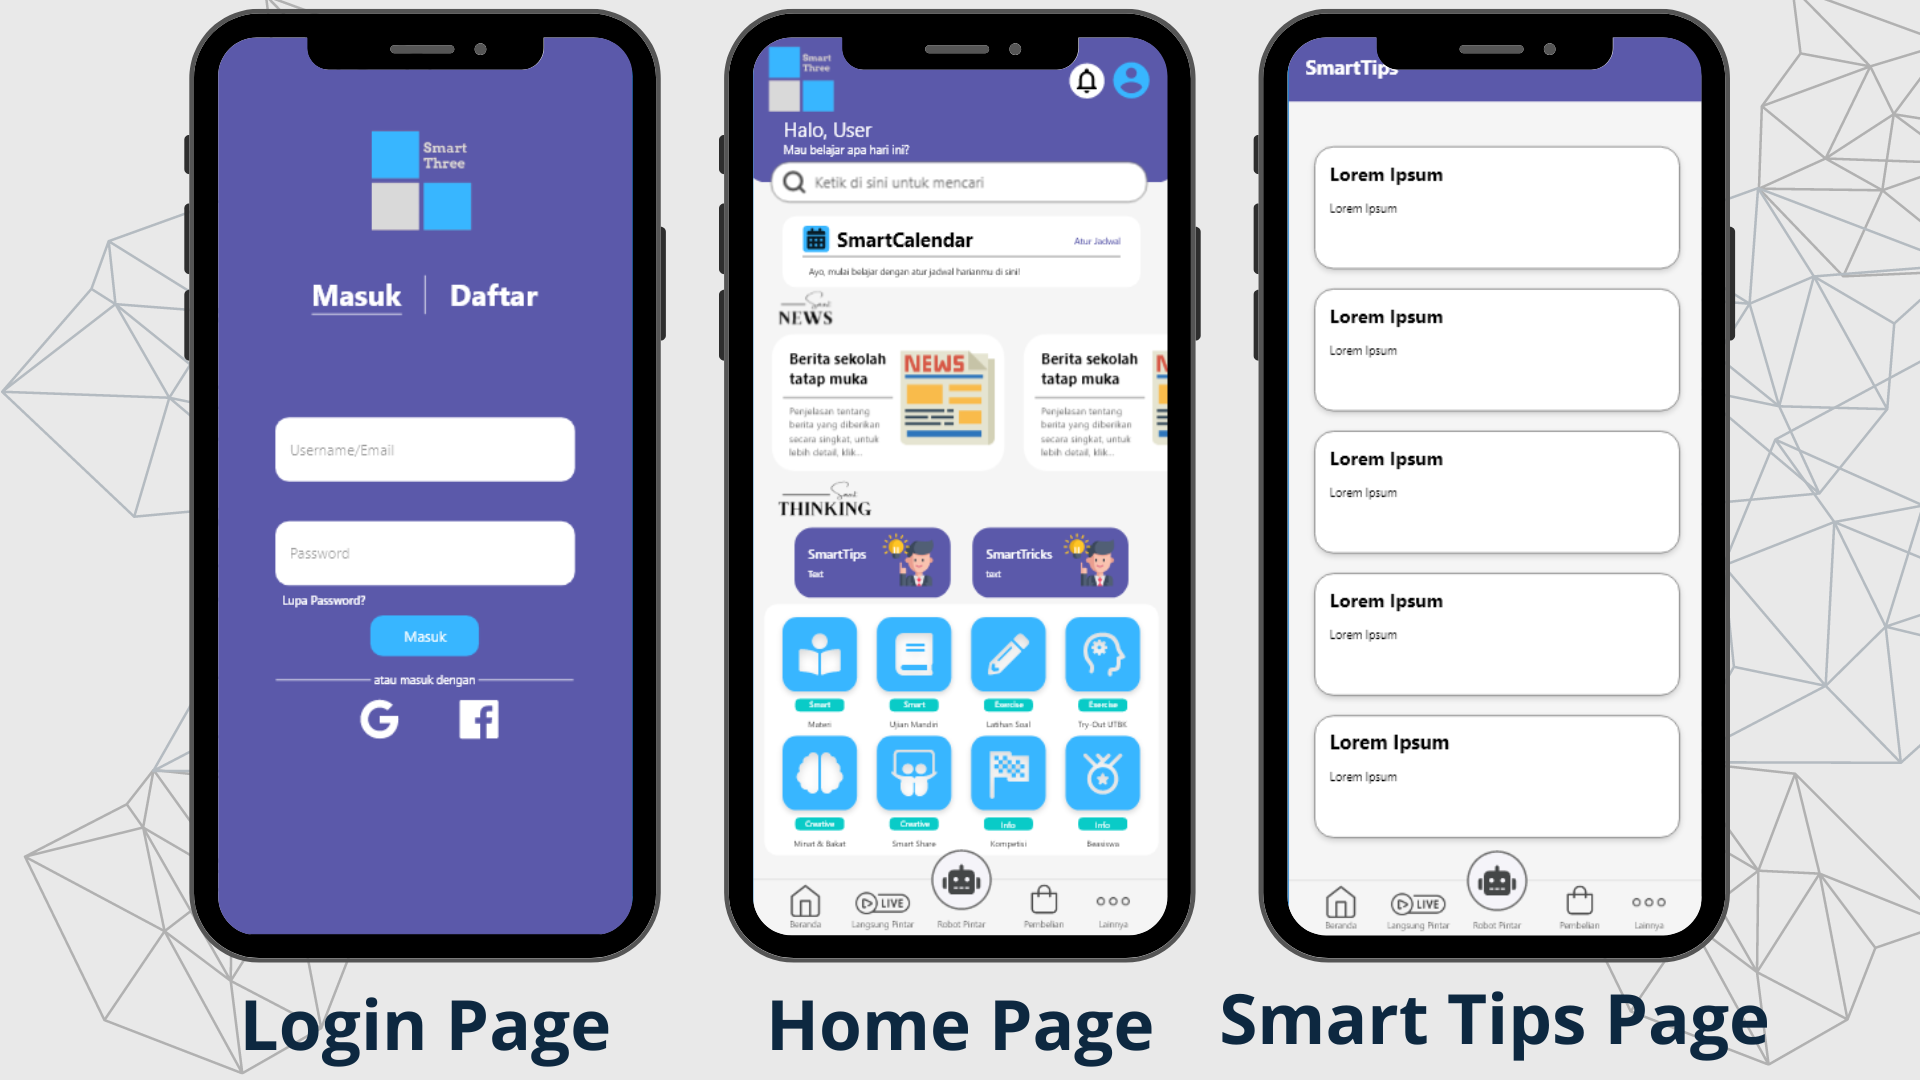 Smart
Three
Masuk
Daftar
Username/Email
Password
Lupa Password?
Masuk
atau masuk dengan
Login Page
Smart
Three
Halo, User
Mau belajar apa hari ini?
Ketik di sini untuk mencari
SmartCalendar
Atur Jadwal
Ayo, mulai belajar dengan atur jadwal harianmu di sini!
Smart
NEWS
Berita sekolah
tatap muka
NEWS
Penjelasan tentang
berita yang diberikan
secara singkat, untuk
lebih detail, klik...
Berita sekolah
tatap muka
N
Penjelasan tentang
berita yang diberikan
secara singkat, untuk
lebih detail, klik...
Smart
THINKING
SmartTips
Text
SmartTricks
text
Smart
Materi
Smart
Ujian Mandiri
Exercise
Latihan Soal
Exercise
Try-Out UTBK
Creative
Minat & Bakat
Creative
Smart Share
Info
Kompetisi
Info
Beasiswa
Beranda
LIVE
Langsung Pintar
Robot Pintar
Pembelian
Lainnya
Home Page
SmartTips
Lorem Ipsum
Lorem Ipsum
Lorem Ipsum
Lorem Ipsum
Lorem Ipsum
Lorem Ipsum
Lorem Ipsum
Lorem Ipsum
Lorem Ipsum
Lorem Ipsum
Beranda
LIVE
Langsung Pintar
Robot Pintar
Pembelian
Lainnya
Smart Tips Page